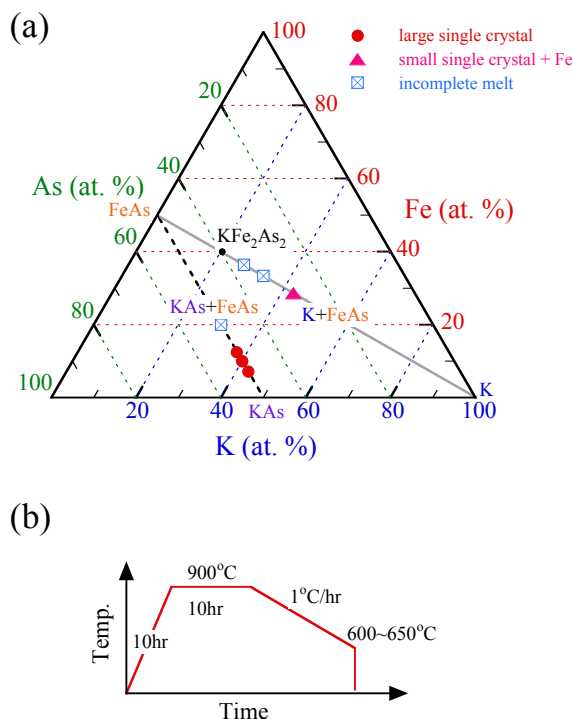 (a)
large single crystal
small single crystal + Fe
incomplete melt
100
20
80
40
60
As (at. %)
Fe (at. %)
FeAs
KFe₂As₂
60
40
KAs+FeAs
K+FeAs
80
20
100
K
20
40
KAs
60
80
100
K (at. %)
(b)
900°C
10hr
1°C/hr
10hr
600~650°C
Temp.
Time